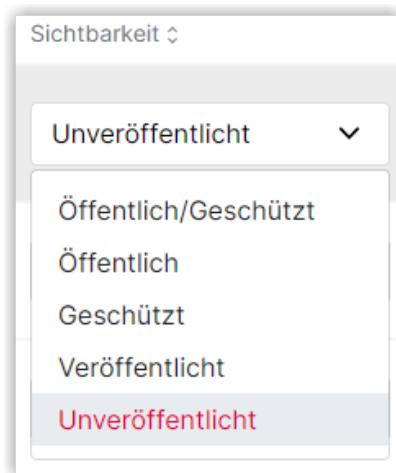 Sichtbarkeit
Unveröffentlicht
Öffentlich/Geschützt
Öffentlich
Geschützt
Veröffentlicht
Unveröffentlicht